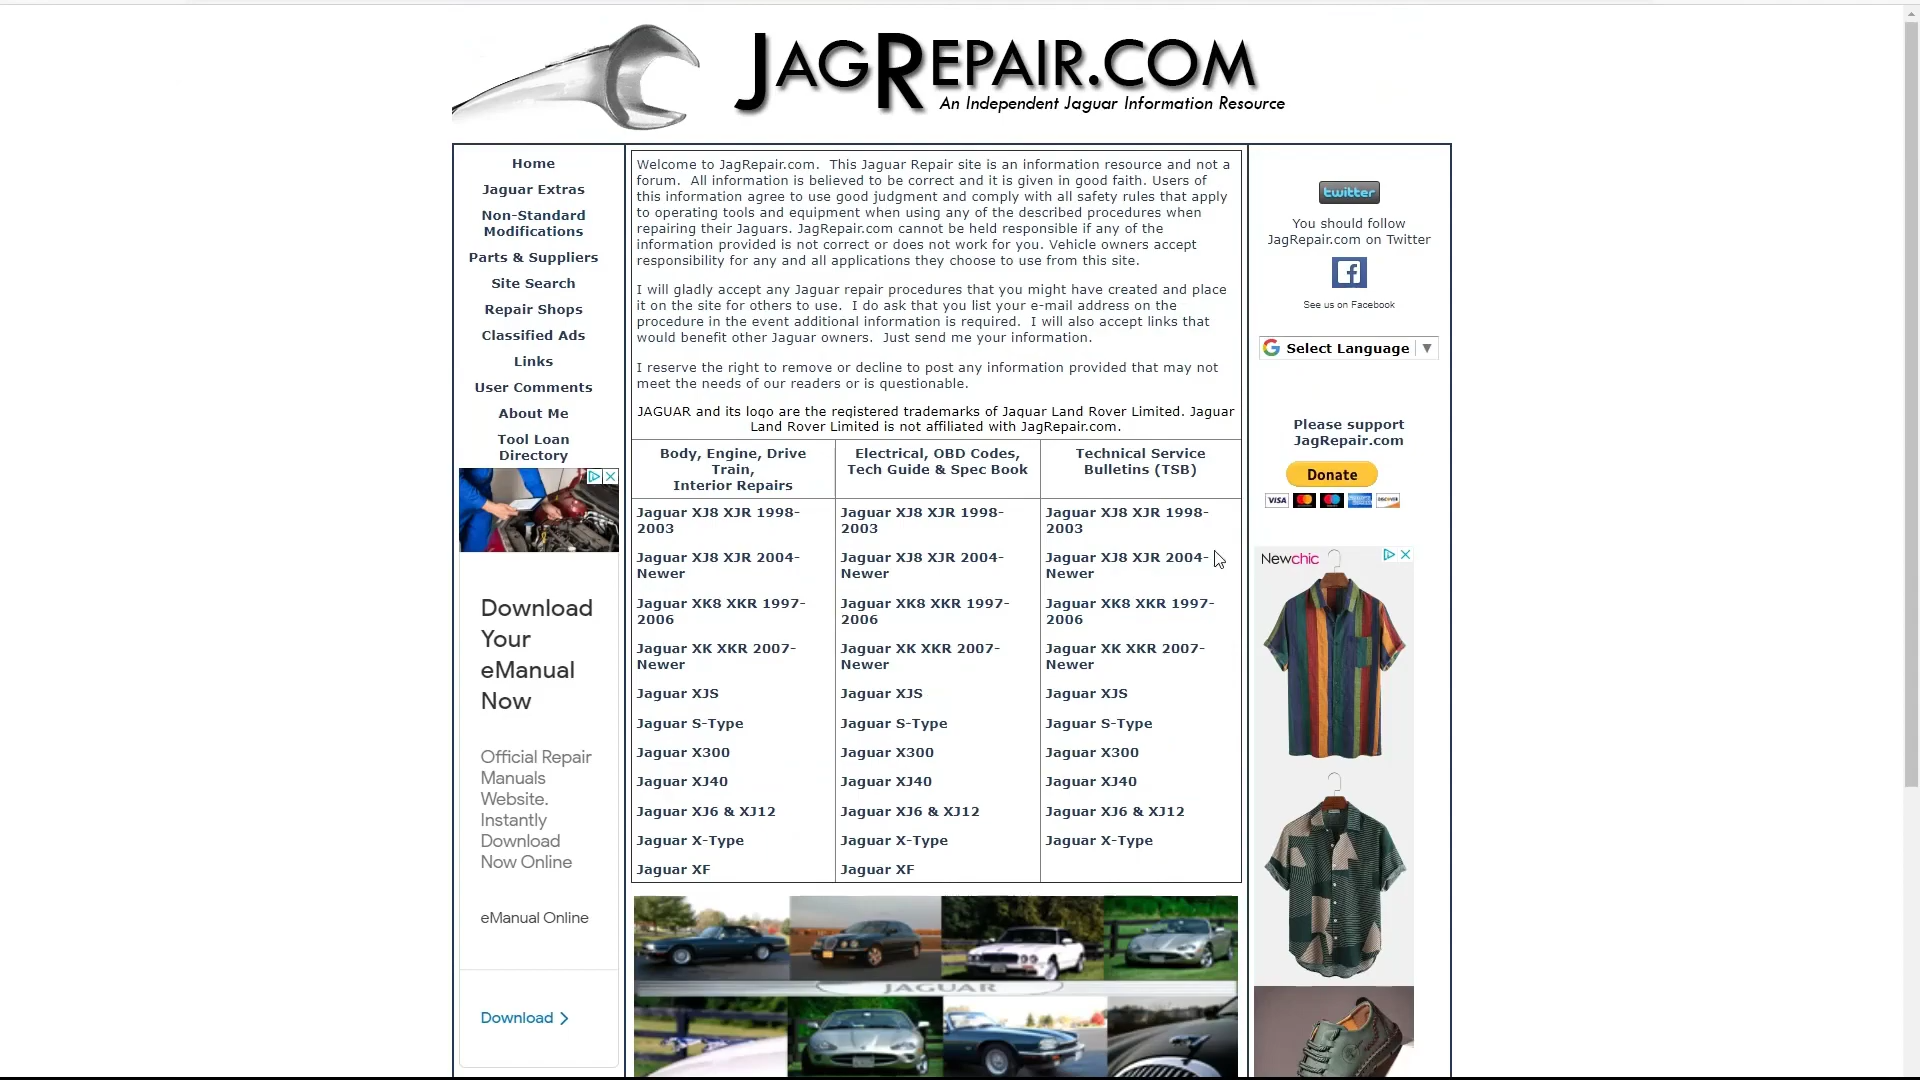 JAGREPAIR.COM
An Independent Jaguar Information Resource
Home
Jaguar Extras
Non-Standard
Modifications
Parts & Suppliers
Site Search
Repair Shops
Classified Ads
Links
User Comments
About Me
Tool Loan
Directory
Download
Your
eManual
Now
Official Repair
Manuals
Website.
Instantly
Download
Now Online
eManual Online
Download
Welcome to JagRepair.com.  This Jaguar Repair site is an information resource and not a
forum.  All information is believed to be correct and it is given in good faith. Users of
this information agree to use good judgment and comply with all safety rules that apply
to operating tools and equipment when using any of the described procedures when
repairing their Jaguars. JagRepair.com cannot be held responsible if any of the
information provided is not correct or does not work for you. Vehicle owners accept
responsibility for any and all applications they choose to use from this site.
I will gladly accept any Jaguar repair procedures that you might have created and place
it on the site for others to use.  I do ask that you list your e-mail address on the
procedure in the event additional information is required.  I will also accept links that
would benefit other Jaguar owners.  Just send me your information.
I reserve the right to remove or decline to post any information provided that may not
meet the needs of our readers or is questionable.
JAGUAR and its logo are the registered trademarks of Jaguar Land Rover Limited. Jaguar
Land Rover Limited is not affiliated with JagRepair.com.
Body, Engine, Drive
Train,
Interior Repairs
Jaguar XJ8 XJR 1998-
2003
Jaguar XJ8 XJR 2004-
Newer
Jaguar XK8 XKR 1997-
2006
Jaguar XK XKR 2007-
Newer
Jaguar XJS
Jaguar S-Type
Jaguar X300
Jaguar XJ40
Jaguar XJ6 & XJ12
Jaguar X-Type
Jaguar XF
Electrical, OBD Codes,
Tech Guide & Spec Book
Jaguar XJ8 XJR 1998-
2003
Jaguar XJ8 XJR 2004-
Newer
Jaguar XK8 XKR 1997-
2006
Jaguar XK XKR 2007-
Newer
Jaguar XJS
Jaguar S-Type
Jaguar X300
Jaguar XJ40
Jaguar XJ6 & XJ12
Jaguar X-Type
Jaguar XF
Technical Service
Bulletins (TSB)
Jaguar XJ8 XJR 1998-
2003
Jaguar XJ8 XJR 2004-
Newer
Jaguar XK8 XKR 1997-
2006
Jaguar XK XKR 2007-
Newer
Jaguar XJS
Jaguar S-Type
Jaguar X300
Jaguar XJ40
Jaguar XJ6 & XJ12
Jaguar X-Type
JAGUAR
twitter
You should follow
JagRepair.com on Twitter
See us on Facebook
Select Language
Please support
JagRepair.com
Donate
VISA
DISCOVER
Newchic